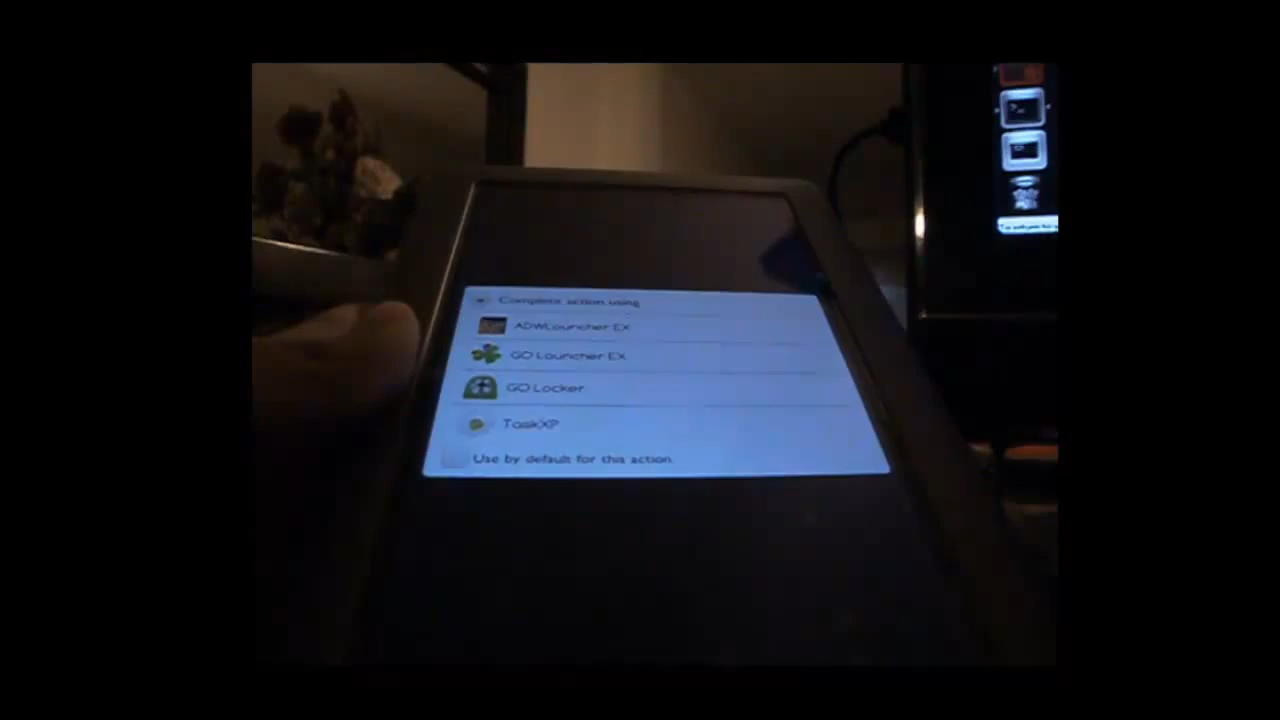 Complete action using
ADWLauncher EX
GO Launcher EX
GO Locker
TaskXP
Use by default for this action.